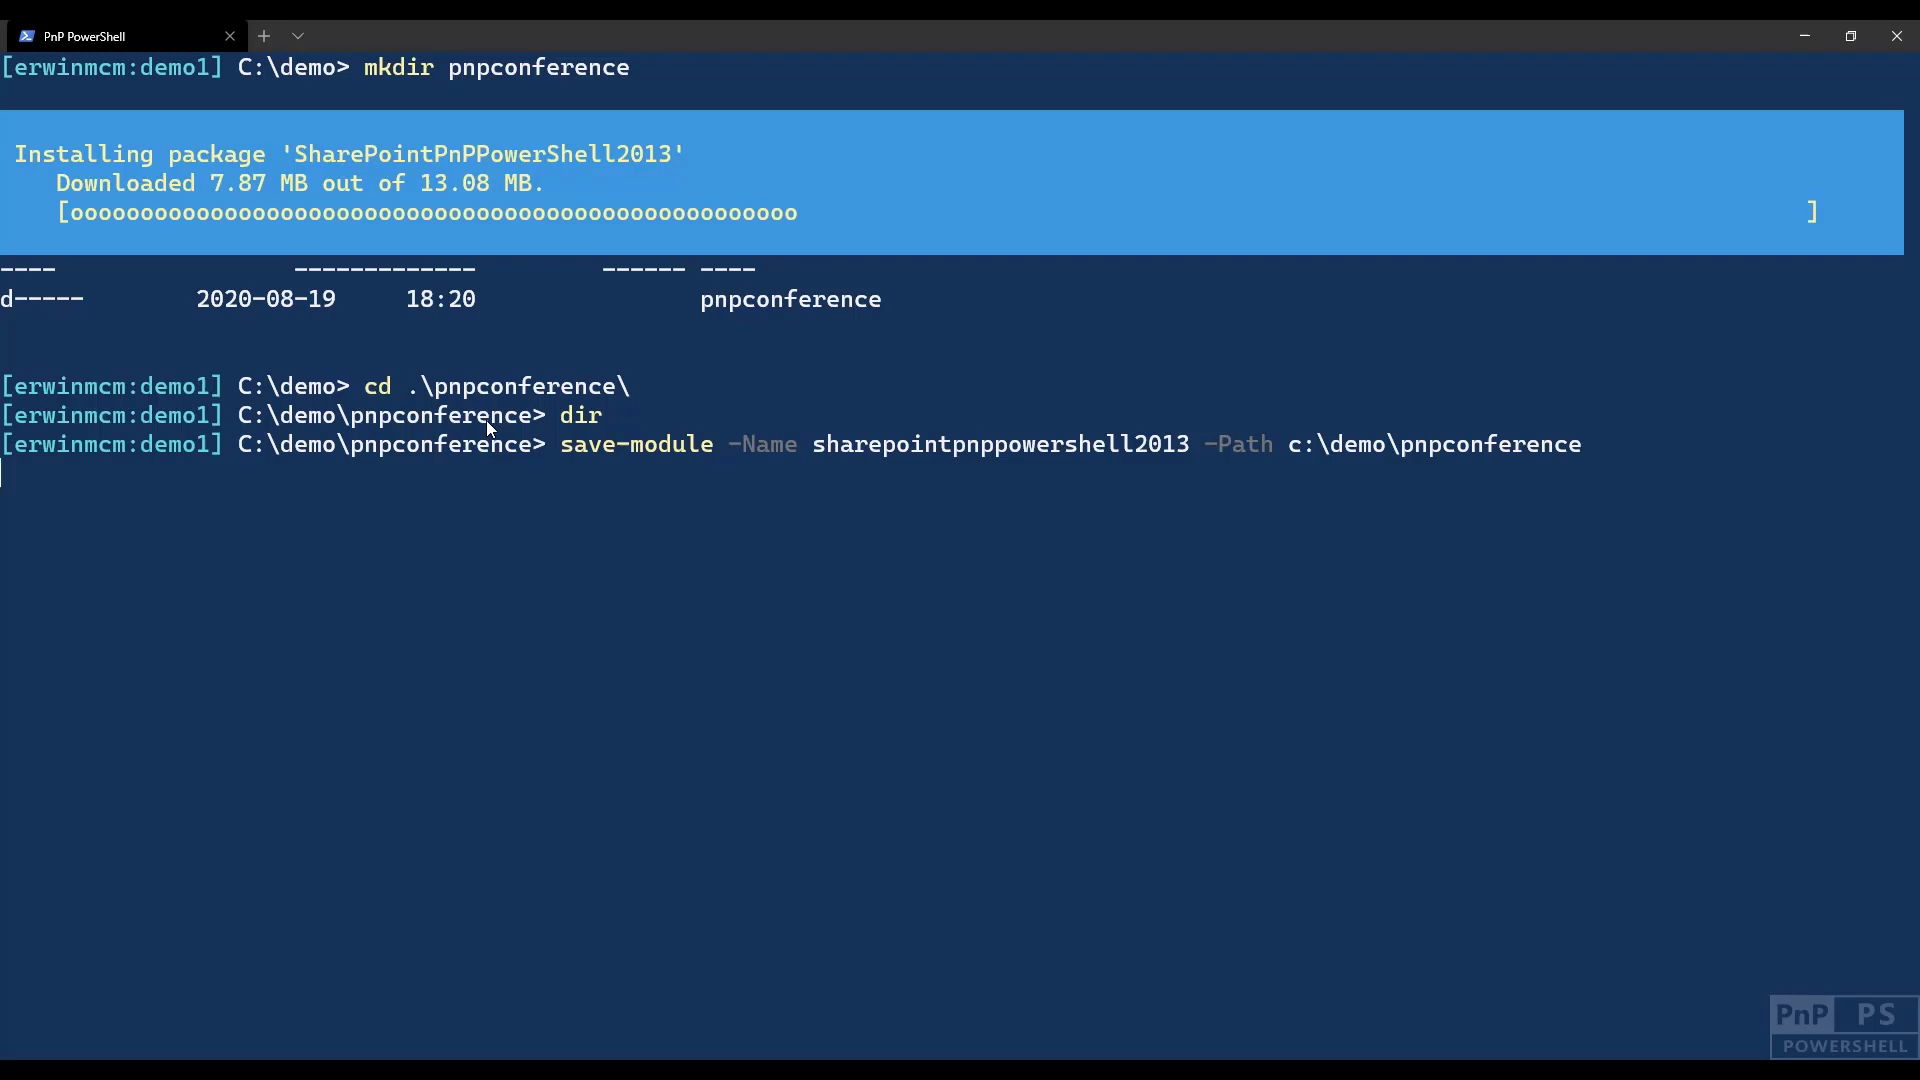 PnP PowerShell
[erwinmcm:demo1] C:\demo> mkdir pnpconference
Installing package 'SharePointPnPPowerShell2013'
Downloaded 7.87 MB out of 13.08 MB.
[oooooooooooooooooooooooooooooooooooooooooooooooooooo ]
---- ------------- ------ ----
d----- 2020-08-19 18:20 pnpconference
[erwinmcm:demo1] C:\demo> cd .\pnpconference\
[erwinmcm:demo1] C:\demo\pnpconference> dir
[erwinmcm:demo1] C:\demo\pnpconference> save-module -Name sharepointpnppowershell2013 -Path c:\demo\pnpconference
PnP PS
POWERSHELL